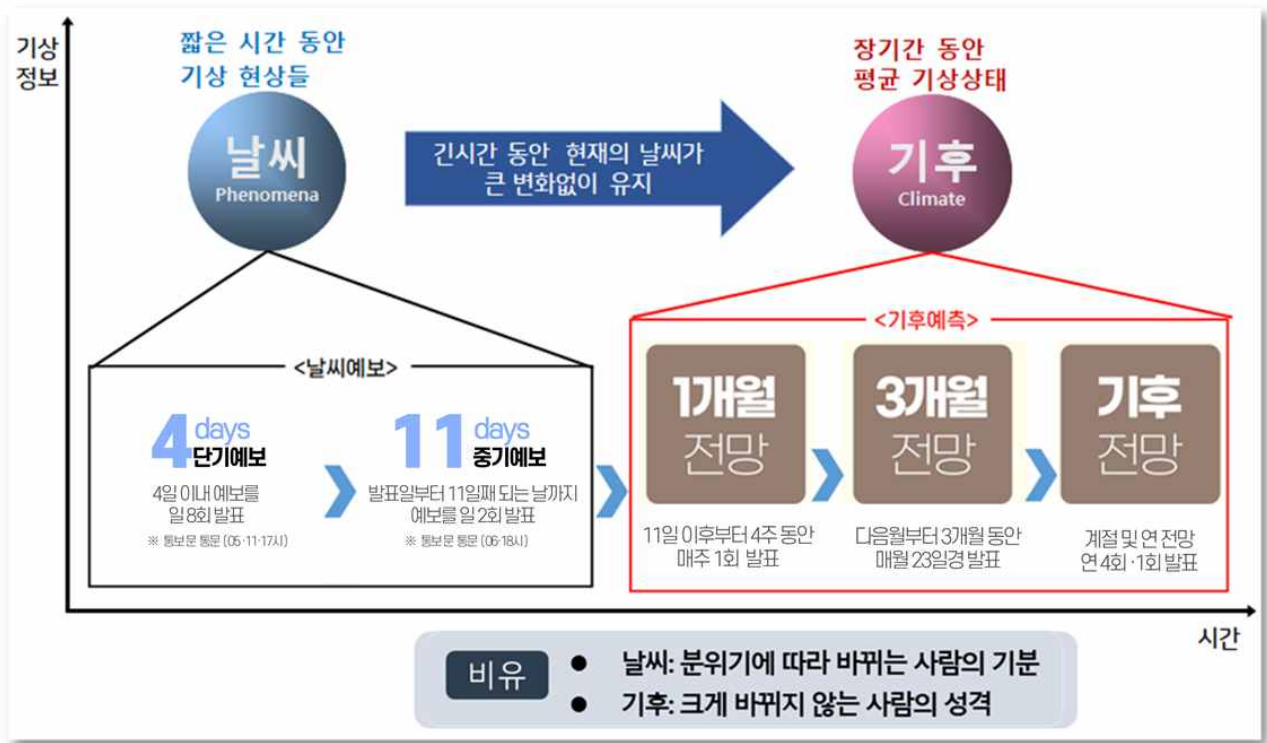 기상
정보
짧은 시간 동안
기상 현상들
날씨
Phenomena
긴시간 동안 현재의 날씨가
큰 변화없이 유지
장기간 동안
평균 기상상태
기후
Climate
<날씨예보>
4 days
단기예보
4일 이내 예보를
일 8회 발표
※ 통보문 통문 (05·11·17시)
11 days
중기예보
발표일부터 11일째 되는 날까지
예보를 일 2회 발표
※ 통보문 통문 (06·18시)
<기후예측>
1개월
전망
11일 이후부터 4주 동안
매주 1회 발표
3개월
전망
다음월부터 3개월 동안
매월 23일경 발표
기후
전망
계절 및 연 전망
연 4회·1회 발표
시간
비유
● 날씨: 분위기에 따라 바뀌는 사람의 기분
● 기후: 크게 바뀌지 않는 사람의 성격